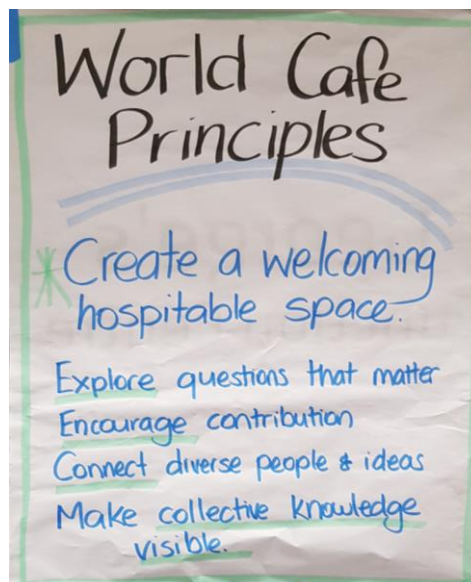 World Cafe
Principles
Create a welcoming
hospitable space.
Explore questions that matter
Encourage contribution
Connect diverse people & ideas
Make collective knowledge
visible.